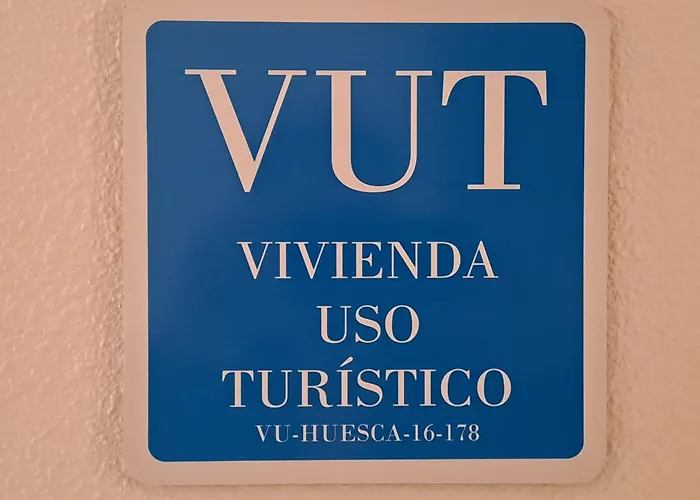 VUT
VIVIENDA
USO
TURÍSTICO
VU-HUESCA-16-178